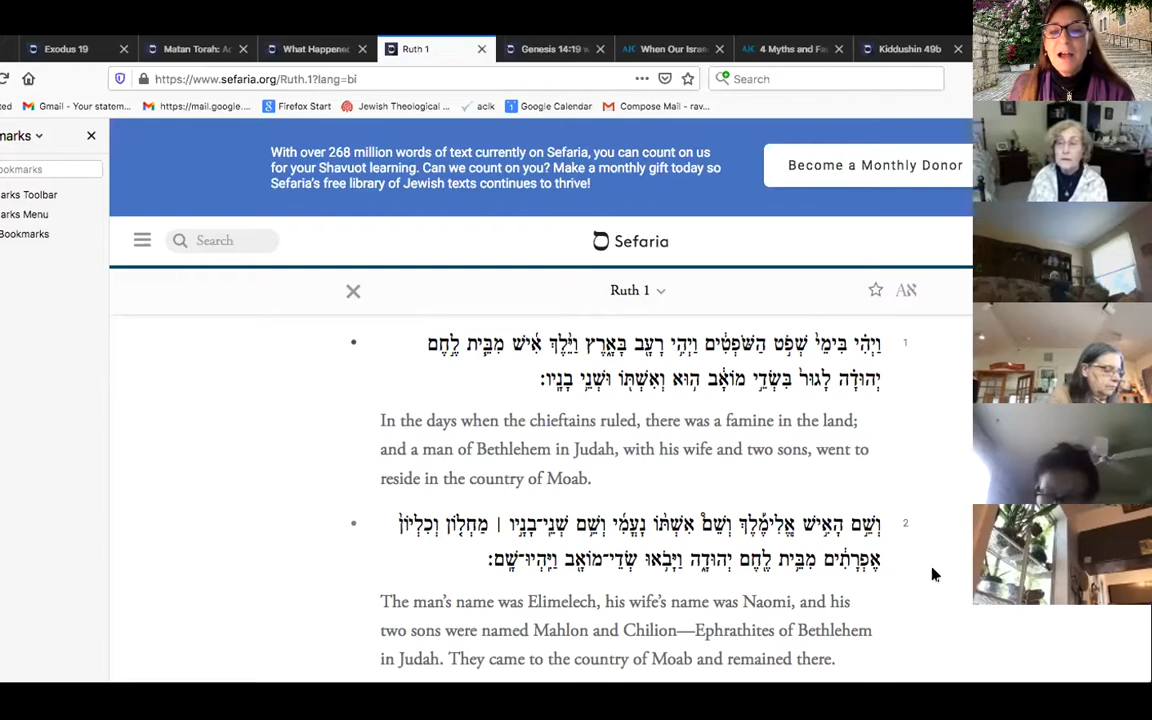 Exodus 19
Matan Torah: Ac
What Happene
Ruth 1
Genesis 14:19 w
When Our Israe
4 Myths and Fa
Kiddushin 49b
https://www.sefaria.org/Ruth.1?lang=bi
Search
ted
Gmail - Your statem...
https://mail.google....
Firefox Start
Jewish Theological ...
aclk
Google Calendar
Compose Mail - rav...
marks
ookmarks
arks Toolbar
arks Menu
Bookmarks
With over 268 million words of text currently on Sefaria, you can count on us
for your Shavuot learning. Can we count on you? Make a monthly gift today so
Sefaria's free library of Jewish texts continues to thrive!
Become a Monthly Donor
Search
Sefaria
Ruth 1
אA
1
וַיְהִ֗י בִּימֵי֙ שְׁפֹ֣ט הַשֹּׁפְטִ֔ים וַיְהִ֥י רָעָ֖ב בָּאָ֑רֶץ וַיֵּ֨לֶךְ אִ֜ישׁ מִבֵּ֧ית לֶ֣חֶם
יְהוּדָ֗ה לָגוּר֙ בִּשְׂדֵ֣י מוֹאָ֔ב ה֥וּא וְאִשְׁתּ֖וֹ וּשְׁנֵ֥י בָנָֽיו׃
In the days when the chieftains ruled, there was a famine in the land;
and a man of Bethlehem in Judah, with his wife and two sons, went to
reside in the country of Moab.
2
וְשֵׁ֣ם הָאִ֣ישׁ אֱ‍ֽלִימֶ֡לֶךְ וְשֵׁם֩ אִשְׁתּ֨וֹ נָעֳמִ֜י וְשֵׁ֥ם שְׁנֵֽי־בָנָ֣יו ׀ מַחְל֤וֹן וְכִלְיוֹן֙
אֶפְרָתִ֔ים מִבֵּ֥ית לֶ֖חֶם יְהוּדָ֑ה וַיָּבֹ֥אוּ שְׂדֵי־מוֹאָ֖ב וַיִּֽהְיוּ־שָֽׁם׃
The man's name was Elimelech, his wife's name was Naomi, and his
two sons were named Mahlon and Chilion—Ephrathites of Bethlehem
in Judah. They came to the country of Moab and remained there.